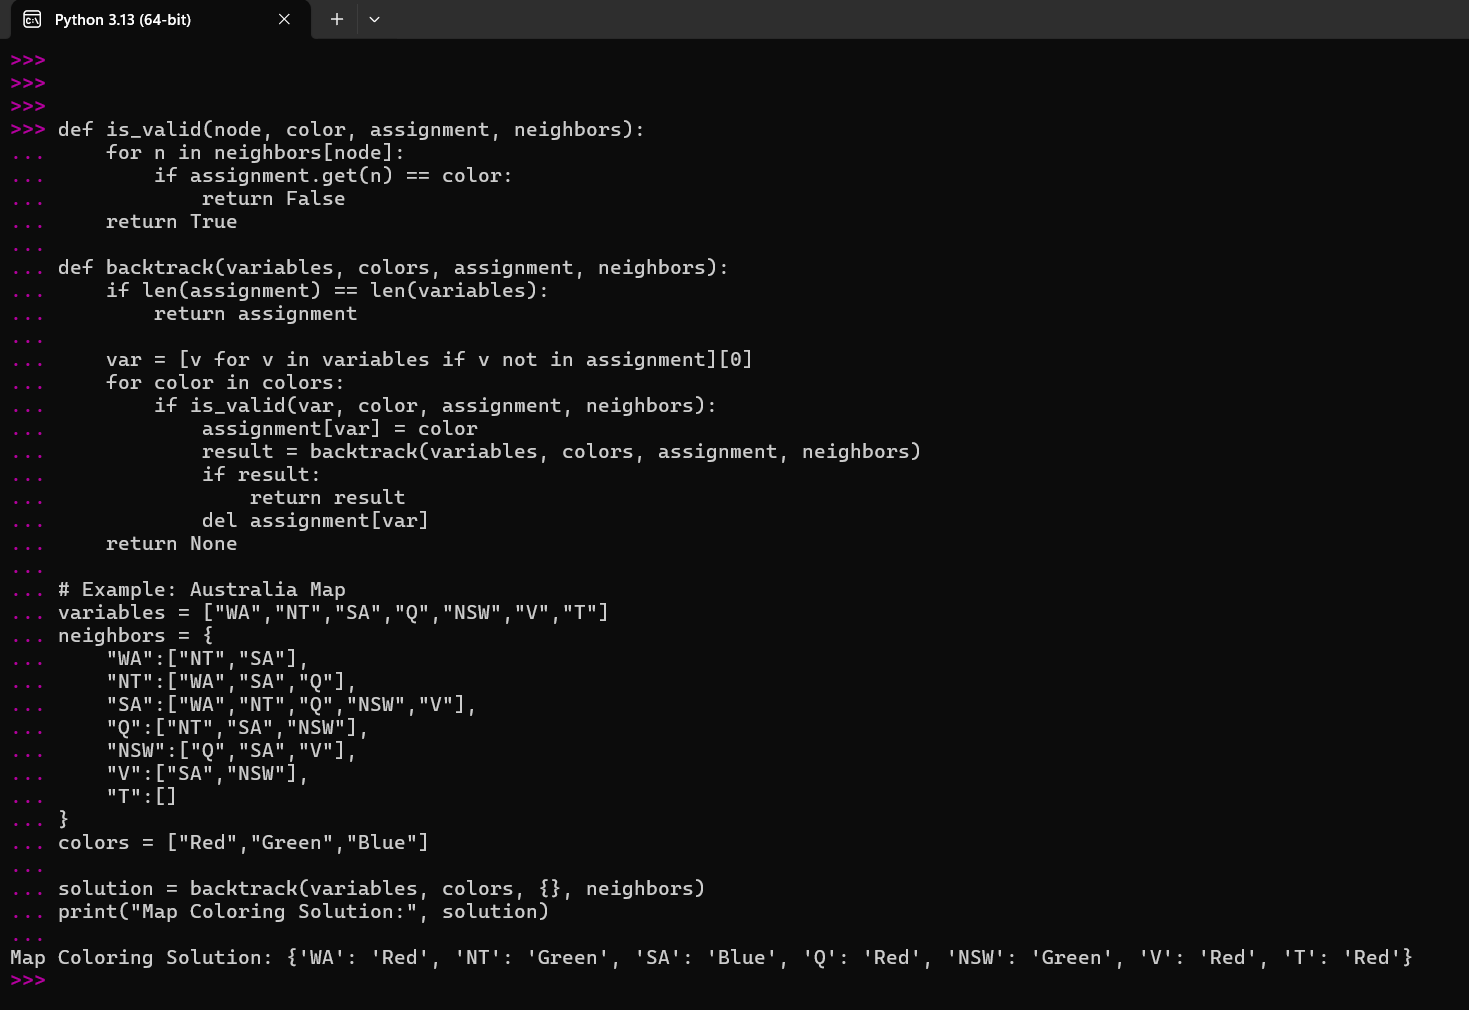 Python 3.13 (64-bit)
>>>
>>>
>>>
>>> def is_valid(node, color, assignment, neighbors):
...     for n in neighbors[node]:
...         if assignment.get(n) == color:
...             return False
...     return True
...
... def backtrack(variables, colors, assignment, neighbors):
...     if len(assignment) == len(variables):
...         return assignment
...
...     var = [v for v in variables if v not in assignment][0]
...     for color in colors:
...         if is_valid(var, color, assignment, neighbors):
...             assignment[var] = color
...             result = backtrack(variables, colors, assignment, neighbors)
...             if result:
...                 return result
...             del assignment[var]
...     return None
...
... # Example: Australia Map
... variables = ["WA","NT","SA","Q","NSW","V","T"]
... neighbors = {
...     "WA":["NT","SA"],
...     "NT":["WA","SA","Q"],
...     "SA":["WA","NT","Q","NSW","V"],
...     "Q":["NT","SA","NSW"],
...     "NSW":["Q","SA","V"],
...     "V":["SA","NSW"],
...     "T":[]
... }
... colors = ["Red","Green","Blue"]
...
... solution = backtrack(variables, colors, {}, neighbors)
... print("Map Coloring Solution:", solution)
...
Map Coloring Solution: {'WA': 'Red', 'NT': 'Green', 'SA': 'Blue', 'Q': 'Red', 'NSW': 'Green', 'V': 'Red', 'T': 'Red'}
>>>